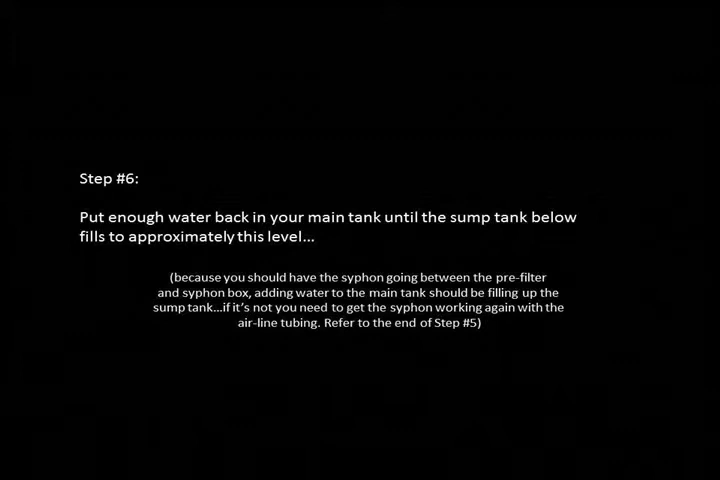 Step #6:
Put enough water back in your main tank until the sump tank below
fills to approximately this level...
(because you should have the syphon going between the pre-filter
and syphon box, adding water to the main tank should be filling up the
sump tank...if it's not you need to get the syphon working again with the
air-line tubing. Refer to the end of Step #5)